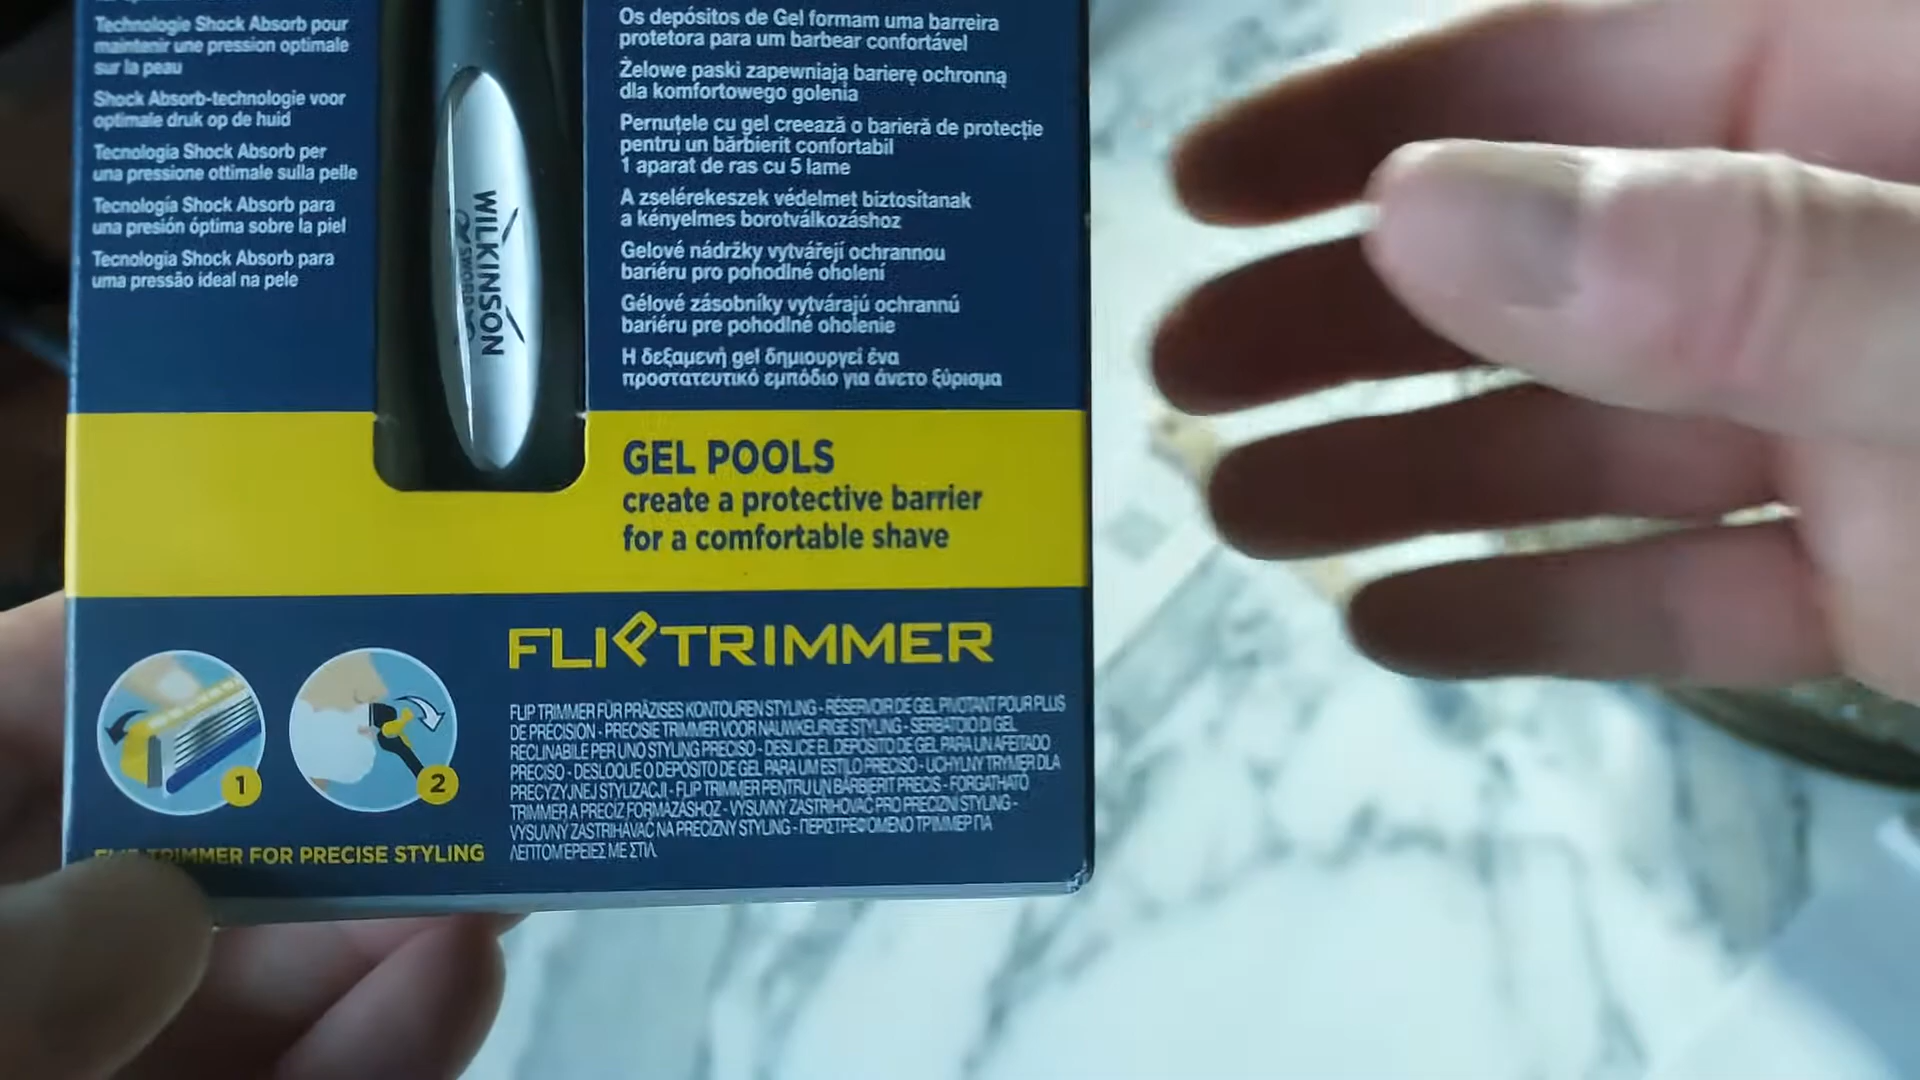 Technologie Shock Absorb pour
maintenir une pression optimale
sur la peau
Shock Absorb-technologie voor
optimale druk op de huid
Tecnologia Shock Absorb per
una pressione ottimale sulla pelle
Tecnología Shock Absorb para
una presión óptima sobre la piel
Tecnologia Shock Absorb para
uma pressão ideal na pele
WILKINSON
SWORD
Os depósitos de Gel formam uma barreira
protetora para um barbear confortável
Żelowe paski zapewniają barierę ochronną
dla komfortowego golenia
Pernuțele cu gel creează o barieră de protecție
pentru un bărbierit confortabil
1 aparat de ras cu 5 lame
A zselérekeszek védelmet biztosítanak
a kényelmes borotválkozáshoz
Gelové nádržky vytvářejí ochrannou
bariéru pro pohodlné oholení
Gélové zásobníky vytvárajú ochrannú
bariéru pre pohodlné oholenie
Η δεξαμενή gel δημιουργεί ένα
προστατευτικό εμπόδιο για άνετο ξύρισμα
GEL POOLS
create a protective barrier
for a comfortable shave
FLIPTRIMMER
1
2
FLIP TRIMMER FOR PRECISE STYLING
FLIP TRIMMER FÜR PRÄZISES KONTOUREN STYLING - RÉSERVOIR DE GEL PIVOTANT POUR PLUS
DE PRÉCISION - PRECISIE TRIMMER VOOR NAUWKEURIGE STYLING - SERBATOIO DI GEL
RECLINABILE PER UNO STYLING PRECISO - DESLICE EL DEPÓSITO DE GEL PARA UN AFEITADO
PRECISO - DESLOQUE O DEPÓSITO DE GEL PARA UM ESTILO PRECISO - UCHYLNY TRYMER DLA
PRECYZYJNEJ STYLIZACJI - FLIP TRIMMER PENTRU UN BĂRBIERIT PRECIS - FORGATHATÓ
TRIMMER A PRECÍZ FORMÁZÁSHOZ - VÝSUVNÝ ZASTŘIHOVAČ PRO PRECIZNÍ STYLING -
VÝSUVNÝ ZASTRIHÁVAČ NA PRECÍZNY STYLING - ΠΕΡΙΣΤΡΕΦΟΜΕΝΟ ΤΡΙΜΜΕΡ ΓΙΑ
ΛΕΠΤΟΜΈΡΕΙΕΣ ΜΕ ΣΤΙΛ